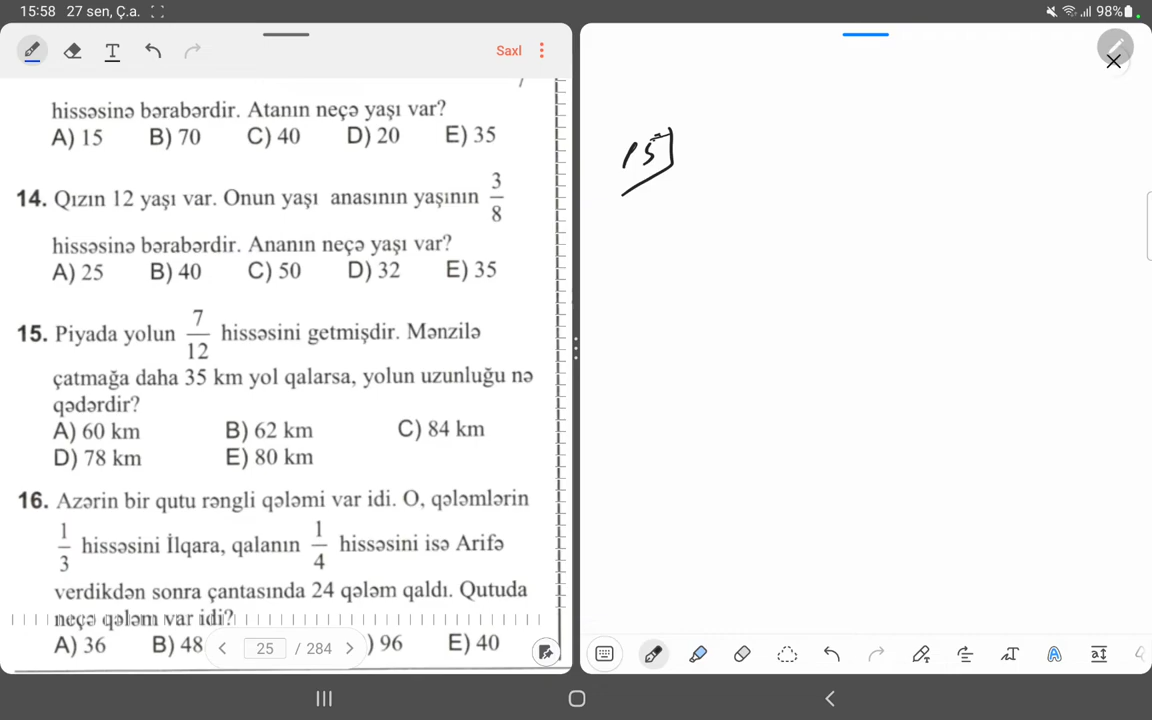 15:58 27 sen, Ç.a. 98%
Saxl
hissəsinə bərabərdir. Atanın neçə yaşı var?
A) 15 B) 70 C) 40 D) 20 E) 35
14. Qızın 12 yaşı var. Onun yaşı anasının yaşının 3/8
hissəsinə bərabərdir. Ananın neçə yaşı var?
A) 25 B) 40 C) 50 D) 32 E) 35
15. Piyada yolun 7/12 hissəsini getmişdir. Mənzilə
çatmağa daha 35 km yol qalarsa, yolun uzunluğu nə
qədərdir?
A) 60 km B) 62 km C) 84 km
D) 78 km E) 80 km
16. Azərin bir qutu rəngli qələmi var idi. O, qələmlərin
1/3 hissəsini İlqara, qalanın 1/4 hissəsini isə Arifə
verdikdən sonra çantasında 24 qələm qaldı. Qutuda
neçə qələm var idi?
A) 36 B) 48 ) 96 E) 40
25 / 284
15